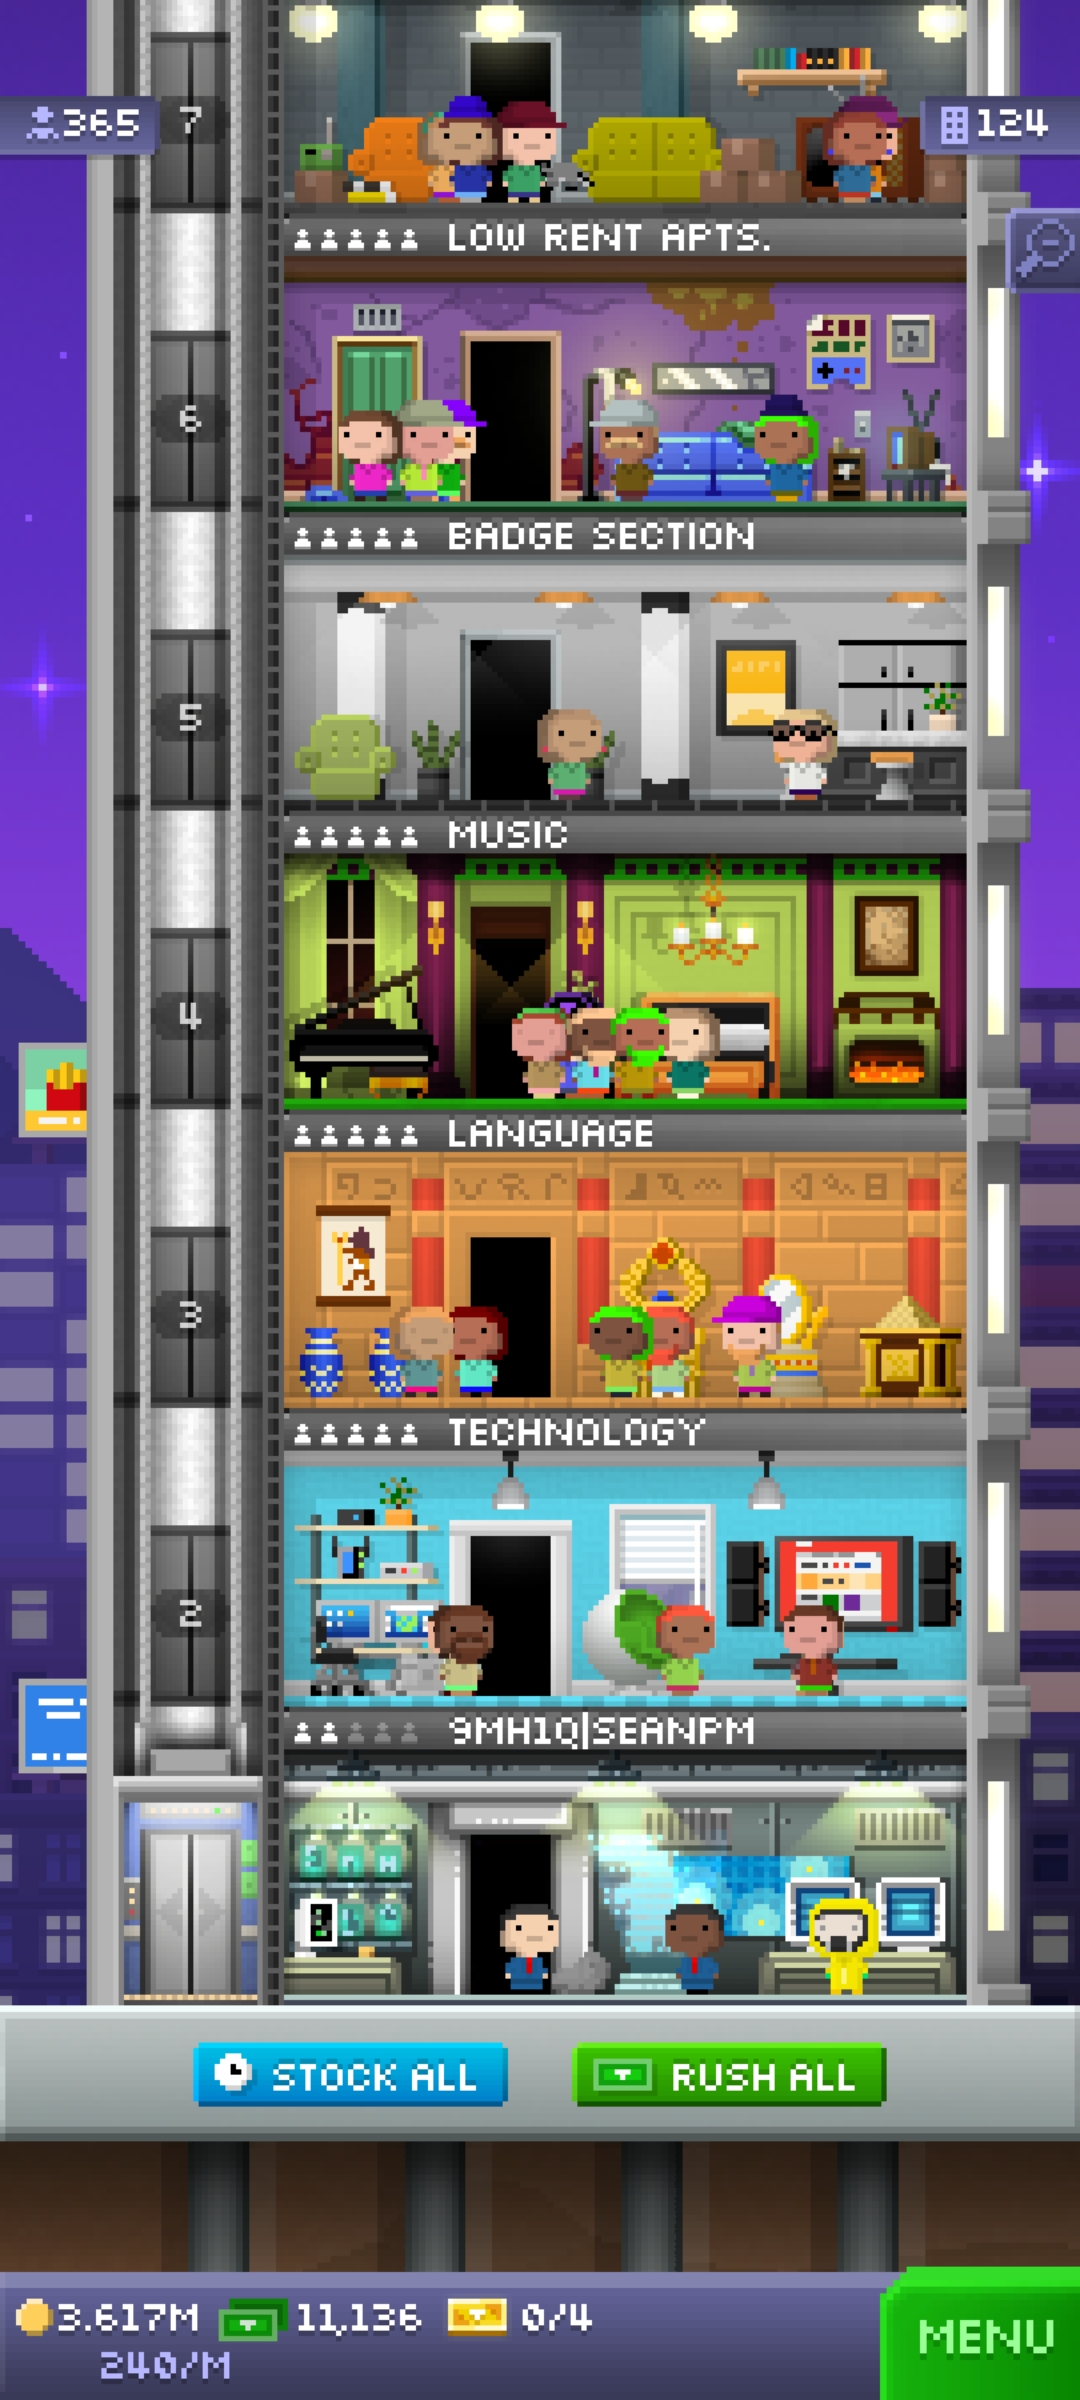 365
7
124
LOW RENT APTS.
6
BADGE SECTION
5
MUSIC
4
LANGUAGE
3
TECHNOLOGY
2
9MH1Q|SEANPM
STOCK ALL
RUSH ALL
3.617M
11,136
0/4
240/M
MENU